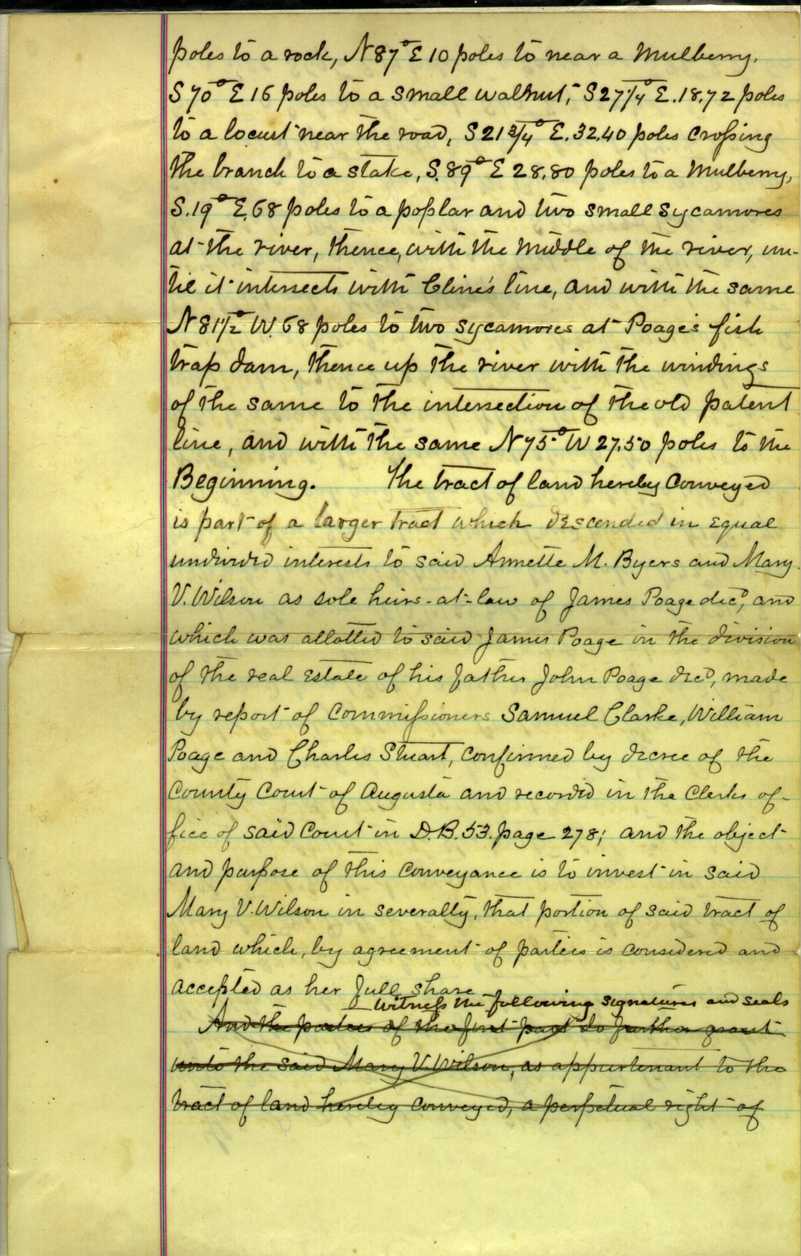 poles to a rock, N 87° E 10 poles to near a Mulberry,
S 70° E 16 poles to a small walnut, S 27 1/4° E. 18.72 poles
to a locust near the road, S 21 3/4° E. 32.40 poles crossing
the branch to a stake, S. 89° E 28.80 poles to a Mulberry,
S. 19° E. 68 poles to a poplar and two small sycamores
at the river, thence, with the middle of the river, un-
til it intersects with Cline's line, and with the same
N 81 1/2° W. 68 poles to two sycamores at Poage's fish
trap dam, thence up the river with the windings
of the same to the intersection of the old patent
line, and with the same N 75.° W 27.50 poles to the
Beginning. The tract of land hereby conveyed
is part of a larger tract which descended in equal
undivided interests to said Annette M. Byers and Mary
V. Wilson as sole heirs-at-law of James Poage decd, and
which was allotted to said James Poage in the division
of the real estate of his father John Poage decd, made
by report of Commissioners Samuel Clarke, William
Poage and Charles Stuart, confirmed by decree of the
County Court of Augusta and recorded in the Clerks of-
fice of said Court in D.B. 53. page 278; and the object
and purpose of this conveyance is to invest in said
Mary V. Wilson in severalty, that portion of said tract of
land which, by agreement of parties is considered and
accepted as her full share
Witness the following signatures and seals
And the parties of the first part do further grant
unto the said Mary V. Wilson, as appurtenant to the
tract of land hereby conveyed, a perpetual right of